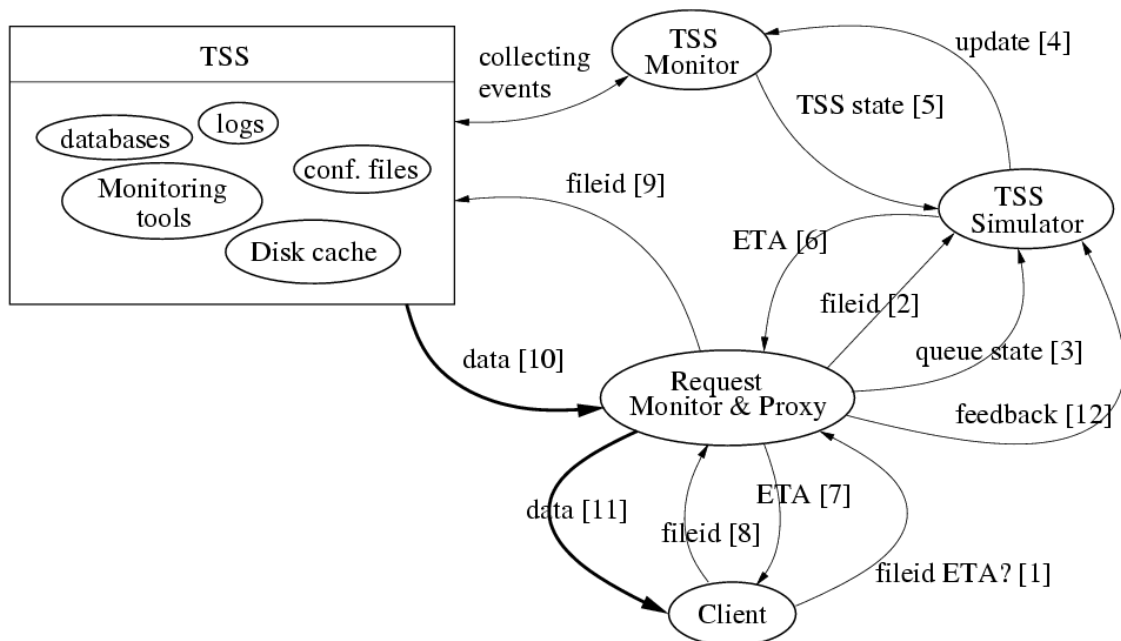 TSS
databases
logs
conf. files
Monitoring
tools
Disk cache
collecting
events
TSS
Monitor
update [4]
TSS state [5]
TSS
Simulator
fileid [9]
ETA [6]
fileid [2]
queue state [3]
feedback [12]
data [10]
Request
Monitor & Proxy
data [11]
fileid [8]
ETA [7]
fileid ETA? [1]
Client